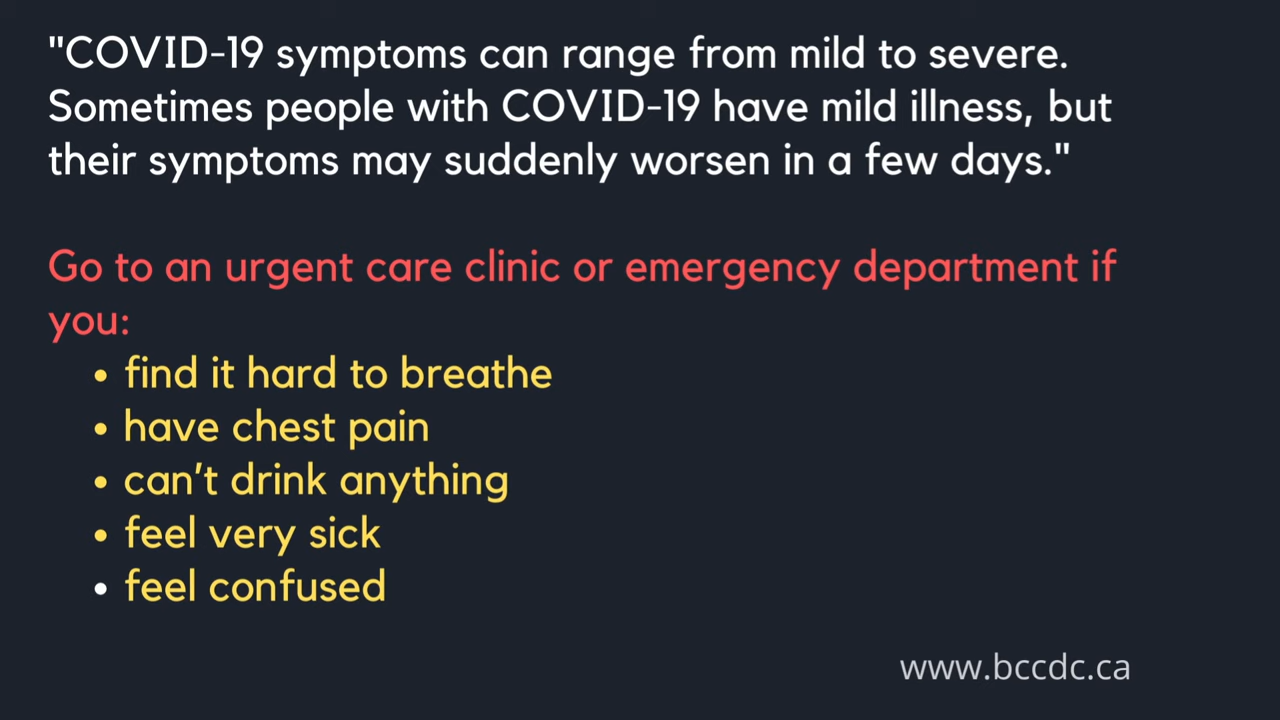 "COVID-19 symptoms can range from mild to severe.
Sometimes people with COVID-19 have mild illness, but
their symptoms may suddenly worsen in a few days."
Go to an urgent care clinic or emergency department if
you:
• find it hard to breathe
• have chest pain
• can’t drink anything
• feel very sick
• feel confused
www.bccdc.ca